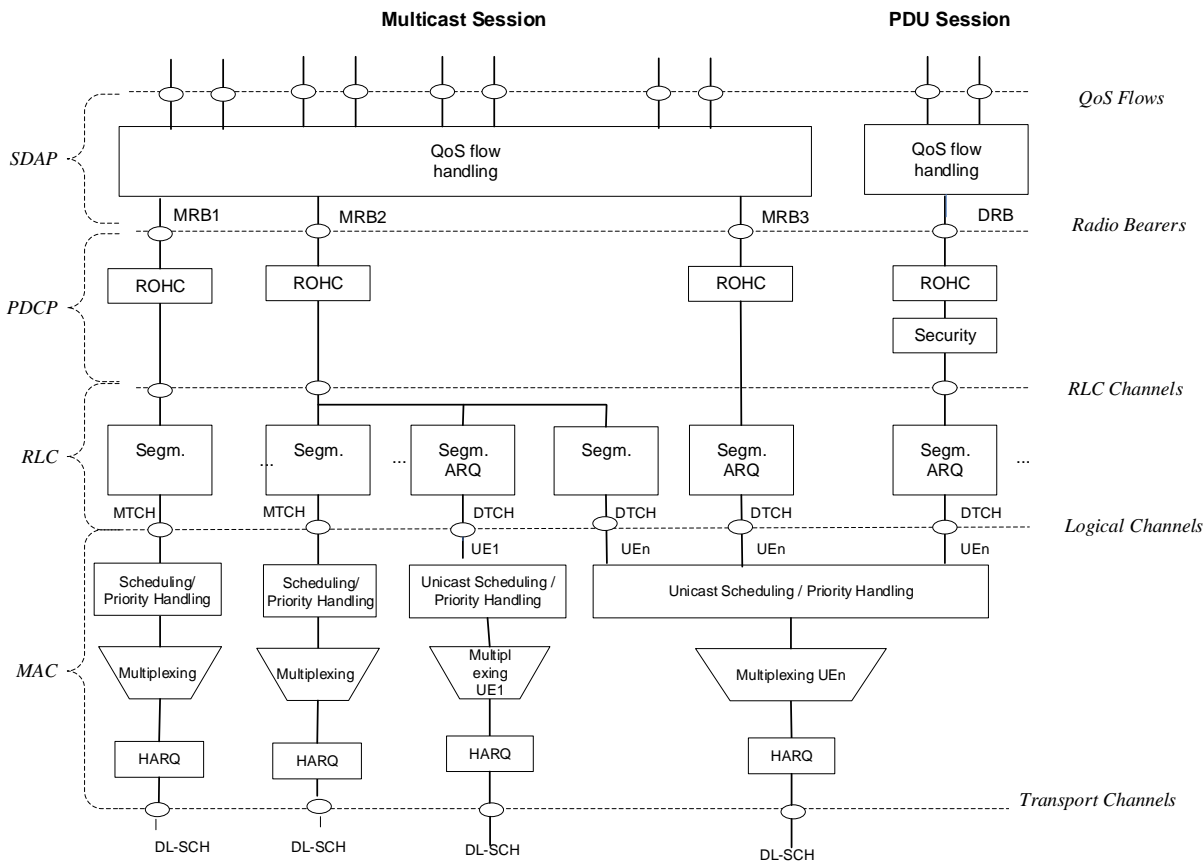 Multicast Session
PDU Session
QoS Flows
SDAP
QoS flow
handling
QoS flow
handling
MRB1
MRB2
MRB3
DRB
Radio Bearers
PDCP
ROHC
ROHC
ROHC
ROHC
Security
RLC Channels
RLC
Segm.
...
Segm.
...
Segm.
ARQ
Segm.
Segm.
ARQ
Segm.
ARQ
...
MTCH
MTCH
DTCH
DTCH
DTCH
DTCH
Logical Channels
UE1
UEn
UEn
UEn
MAC
Scheduling/
Priority Handling
Scheduling/
Priority Handling
Unicast Scheduling /
Priority Handling
Unicast Scheduling / Priority Handling
Multiplexing
Multiplexing
Multipl
exing
UE1
Multiplexing UEn
HARQ
HARQ
HARQ
HARQ
Transport Channels
DL-SCH
DL-SCH
DL-SCH
DL-SCH